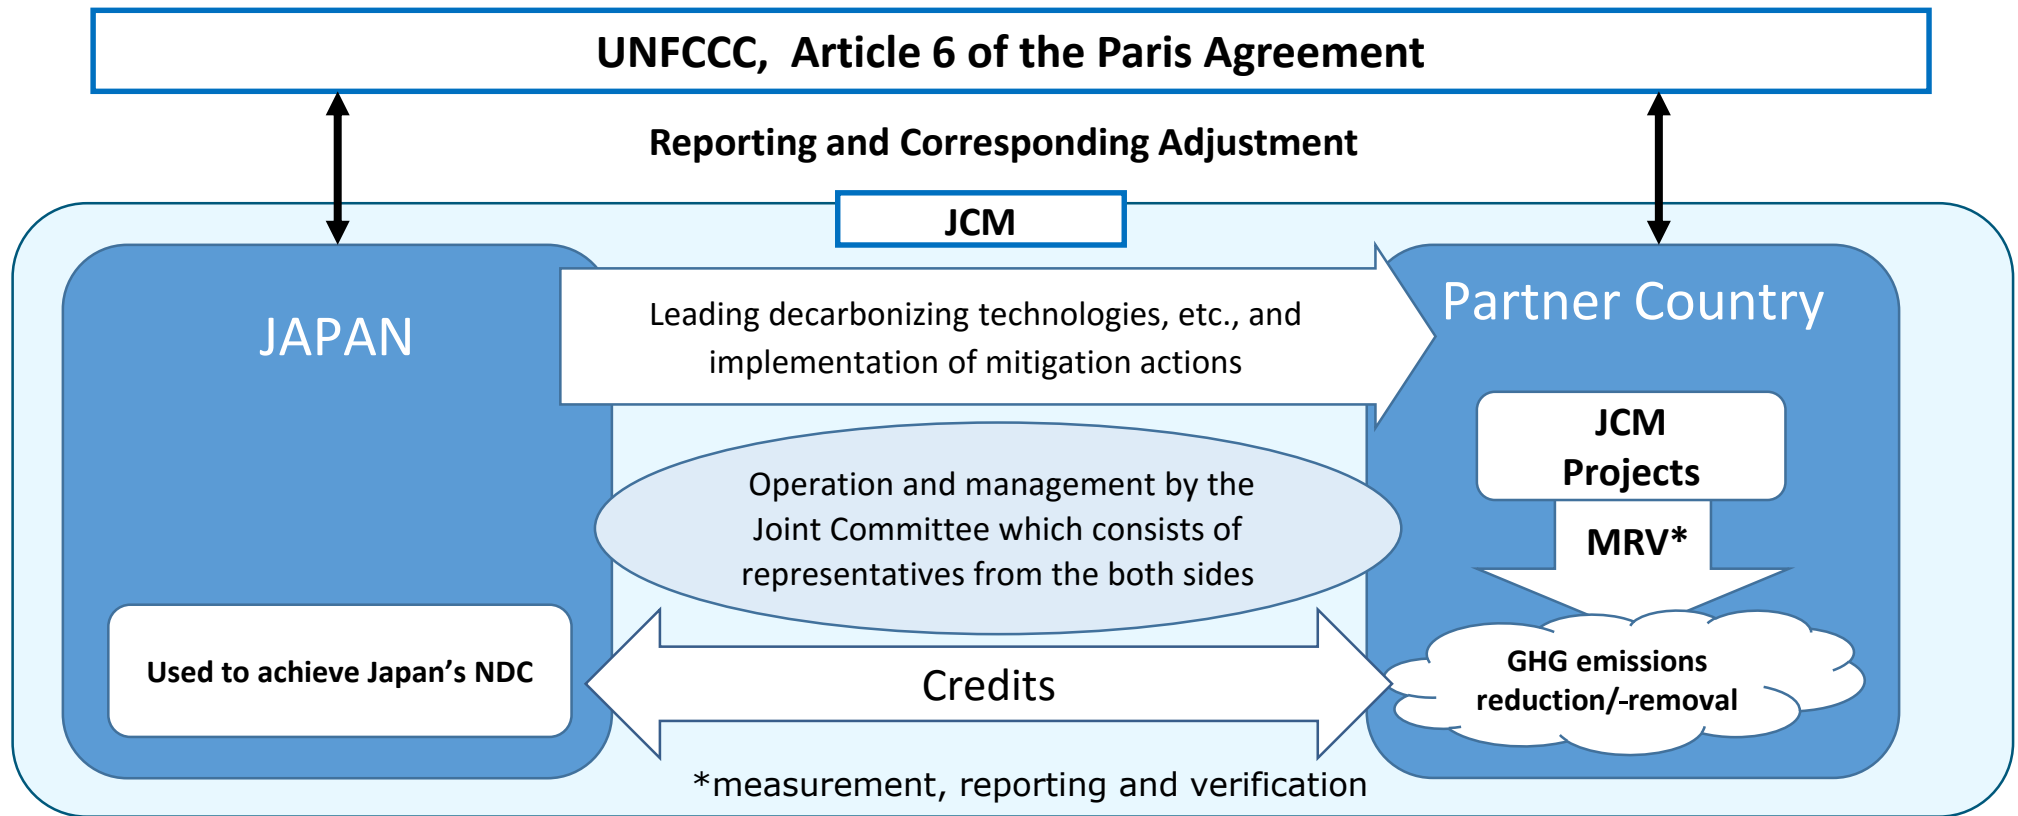 UNFCCC, Article 6 of the Paris Agreement
Reporting and Corresponding Adjustment
JCM
JAPAN
Leading decarbonizing technologies, etc., and
implementation of mitigation actions
Partner Country
JCM
Projects
MRV*
Operation and management by the
Joint Committee which consists of
representatives from the both sides
Used to achieve Japan’s NDC
Credits
GHG emissions
reduction/-removal
*measurement, reporting and verification